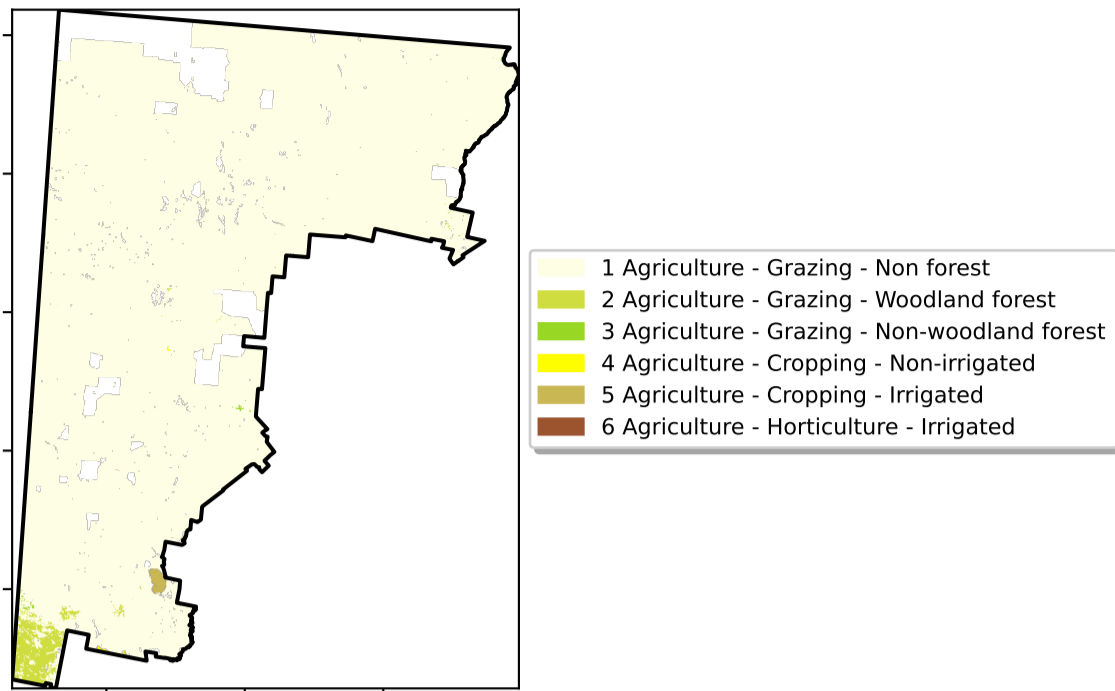 1 Agriculture - Grazing - Non forest
2 Agriculture - Grazing - Woodland forest
3 Agriculture - Grazing - Non-woodland forest
4 Agriculture - Cropping - Non-irrigated
5 Agriculture - Cropping - Irrigated
6 Agriculture - Horticulture - Irrigated